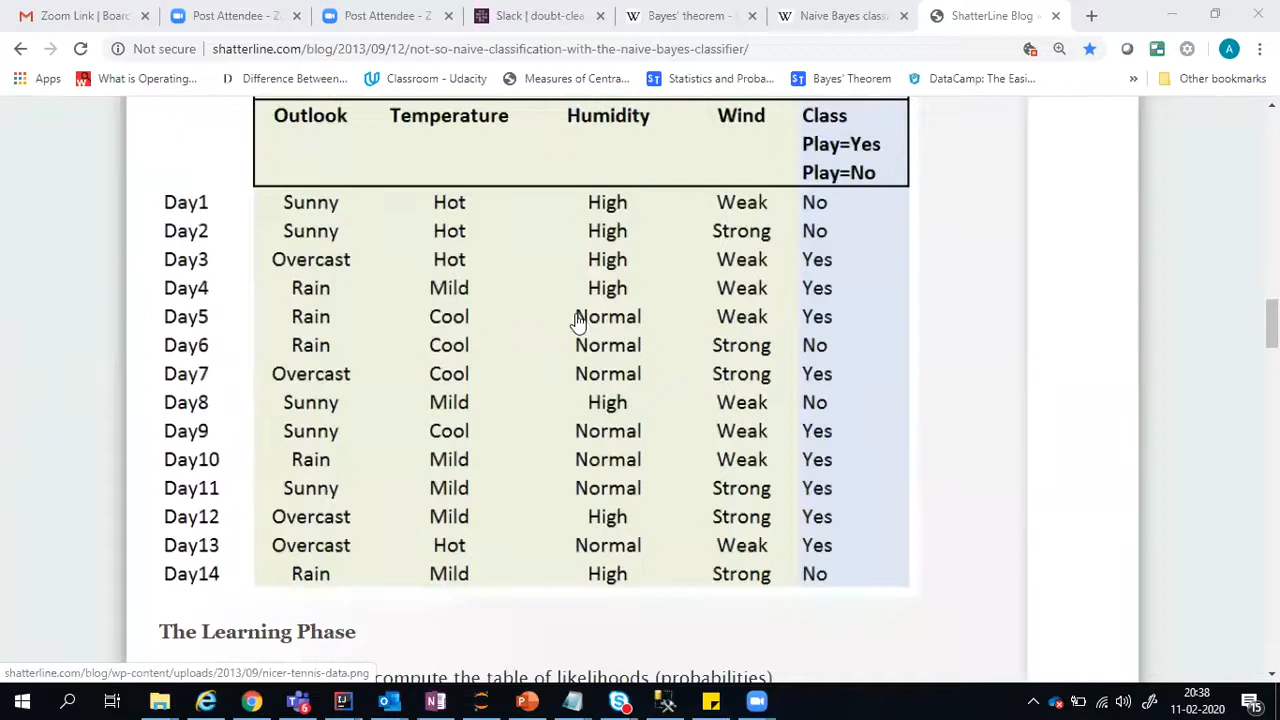 Zoom Link | Board
PostAttendee - Z
Post Attendee - Z
Slack | doubt-clea
Bayes' theorem -
Naive Bayes class
ShatterLine Blog »
Not secure | shatterline.com/blog/2013/09/12/not-so-naive-classification-with-the-naive-bayes-classifier/
A
Apps
What is Operating...
Difference Between...
Classroom - Udacity
Measures of Centra...
Statistics and Proba...
Bayes' Theorem
DataCamp: The Easi...
»
Other bookmarks
Outlook Temperature Humidity Wind Class
Play=Yes
Play=No
Day1 Sunny Hot High Weak No
Day2 Sunny Hot High Strong No
Day3 Overcast Hot High Weak Yes
Day4 Rain Mild High Weak Yes
Day5 Rain Cool Normal Weak Yes
Day6 Rain Cool Normal Strong No
Day7 Overcast Cool Normal Strong Yes
Day8 Sunny Mild High Weak No
Day9 Sunny Cool Normal Weak Yes
Day10 Rain Mild Normal Weak Yes
Day11 Sunny Mild Normal Strong Yes
Day12 Overcast Mild High Strong Yes
Day13 Overcast Hot Normal Weak Yes
Day14 Rain Mild High Strong No
The Learning Phase
shatterline.com/blog/wp-content/uploads/2013/09/nicer-tennis-data.png
compute the table of likelihoods (probabilities)
20:38
11-02-2020
15